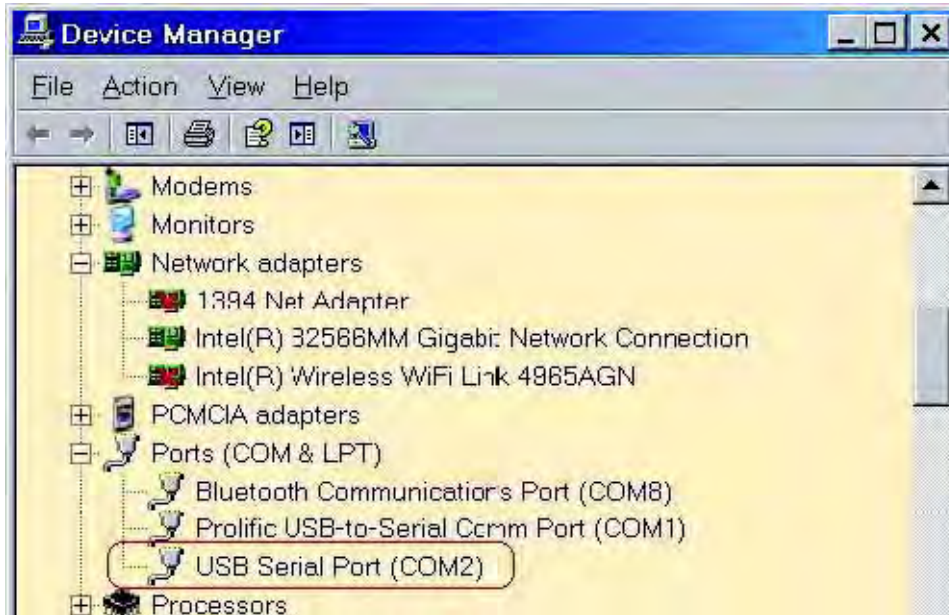 Device Manager
File Action View Help
Modems
Monitors
Network adapters
1394 Net Adapter
Intel(R) 82566MM Gigabit Network Connection
Intel(R) Wireless WiFi Link 4965AGN
PCMCIA adapters
Ports (COM & LPT)
Bluetooth Communications Port (COM8)
Prolific USB-to-Serial Comm Port (COM1)
USB Serial Port (COM2)
Processors